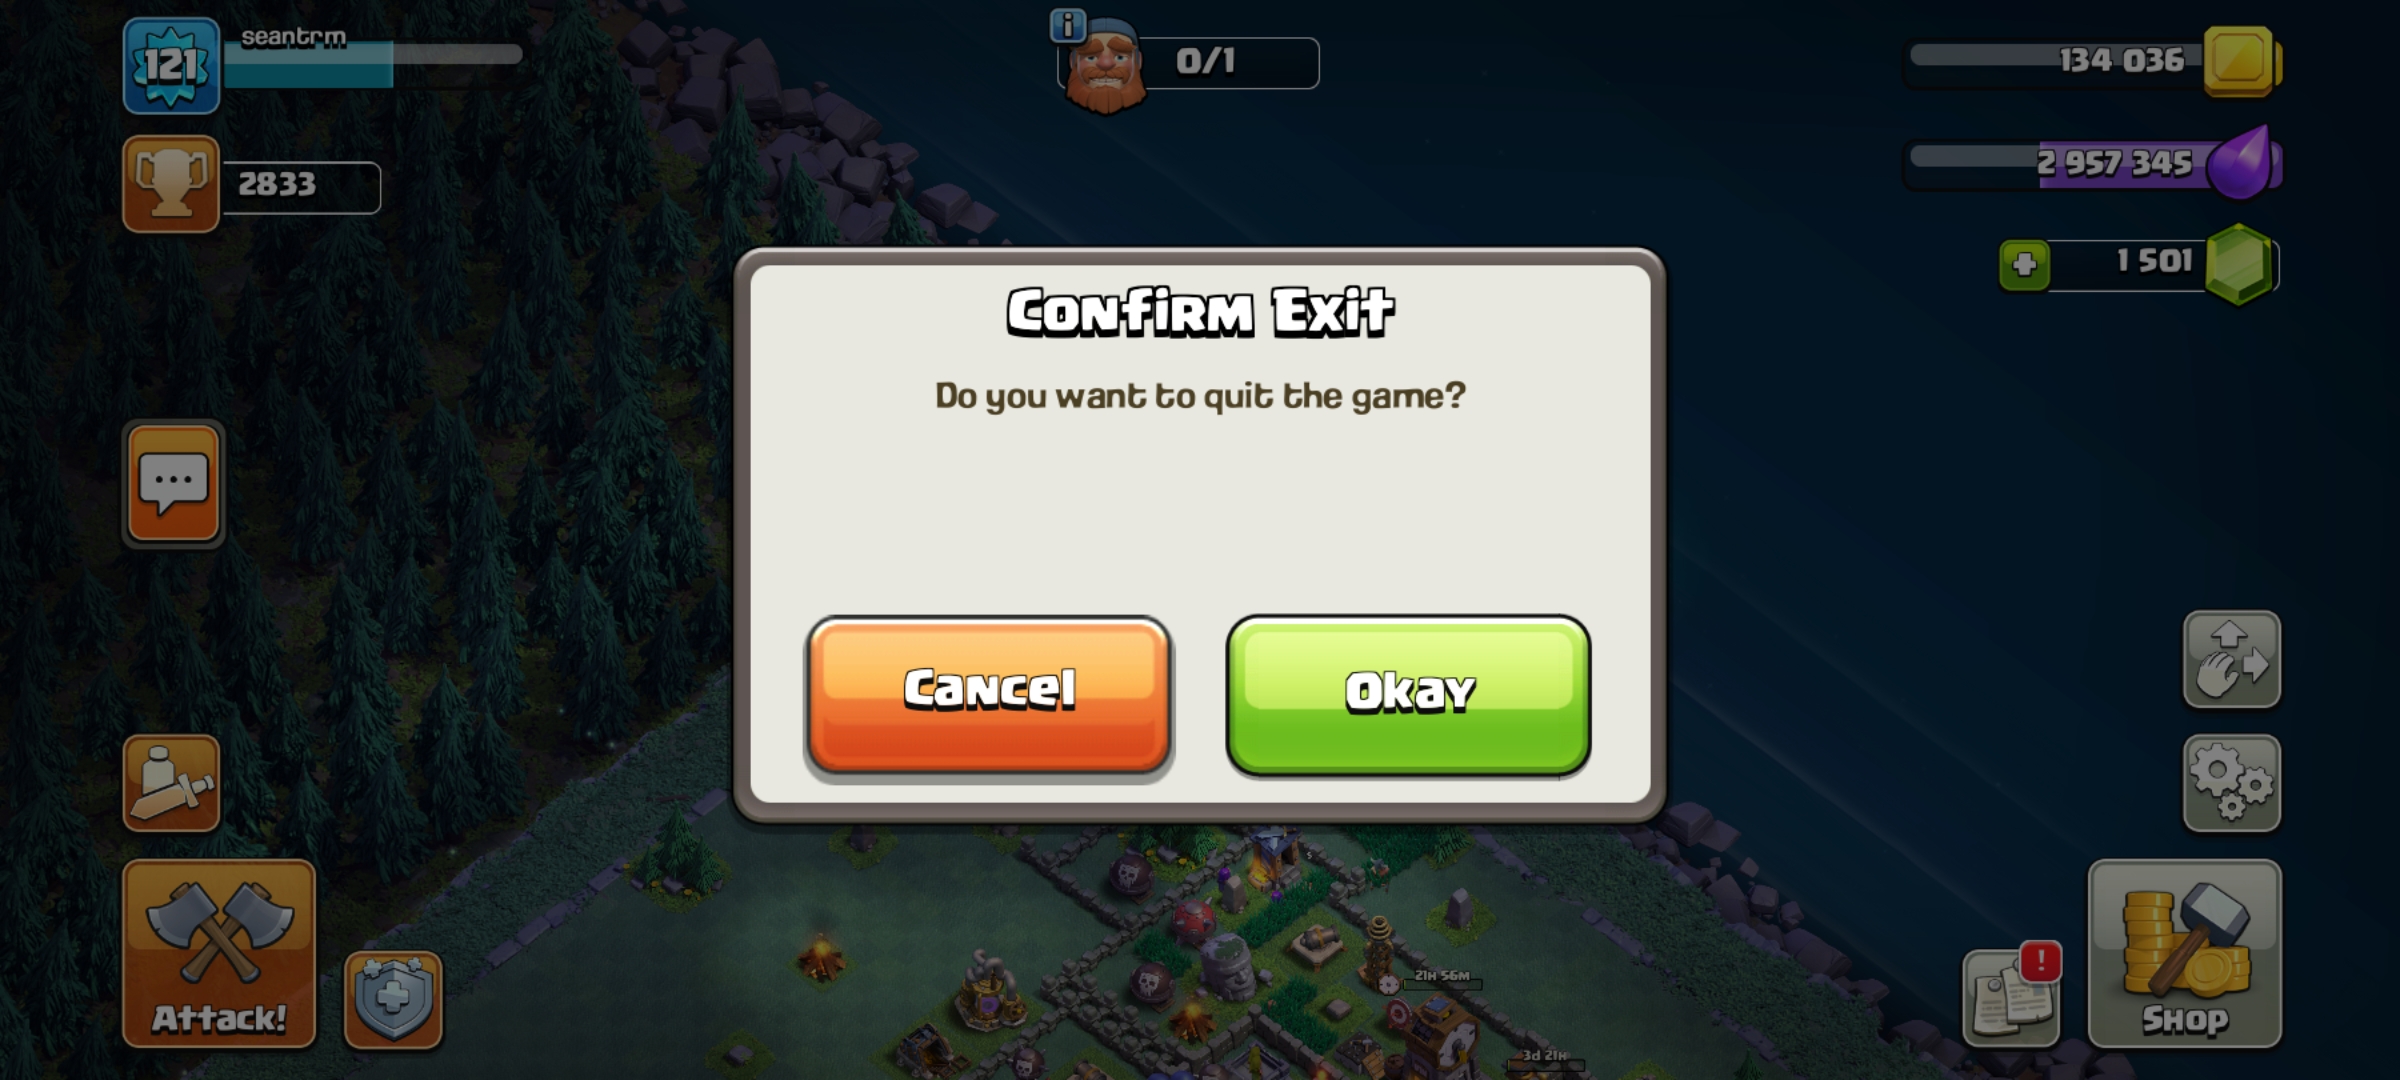 121
seantrm
i
0/1
134 036
2833
2 957 345
1 501
Confirm Exit
Do you want to quit the game?
Cancel
Okay
21H 56M
!
Attack!
Shop
3d 21H